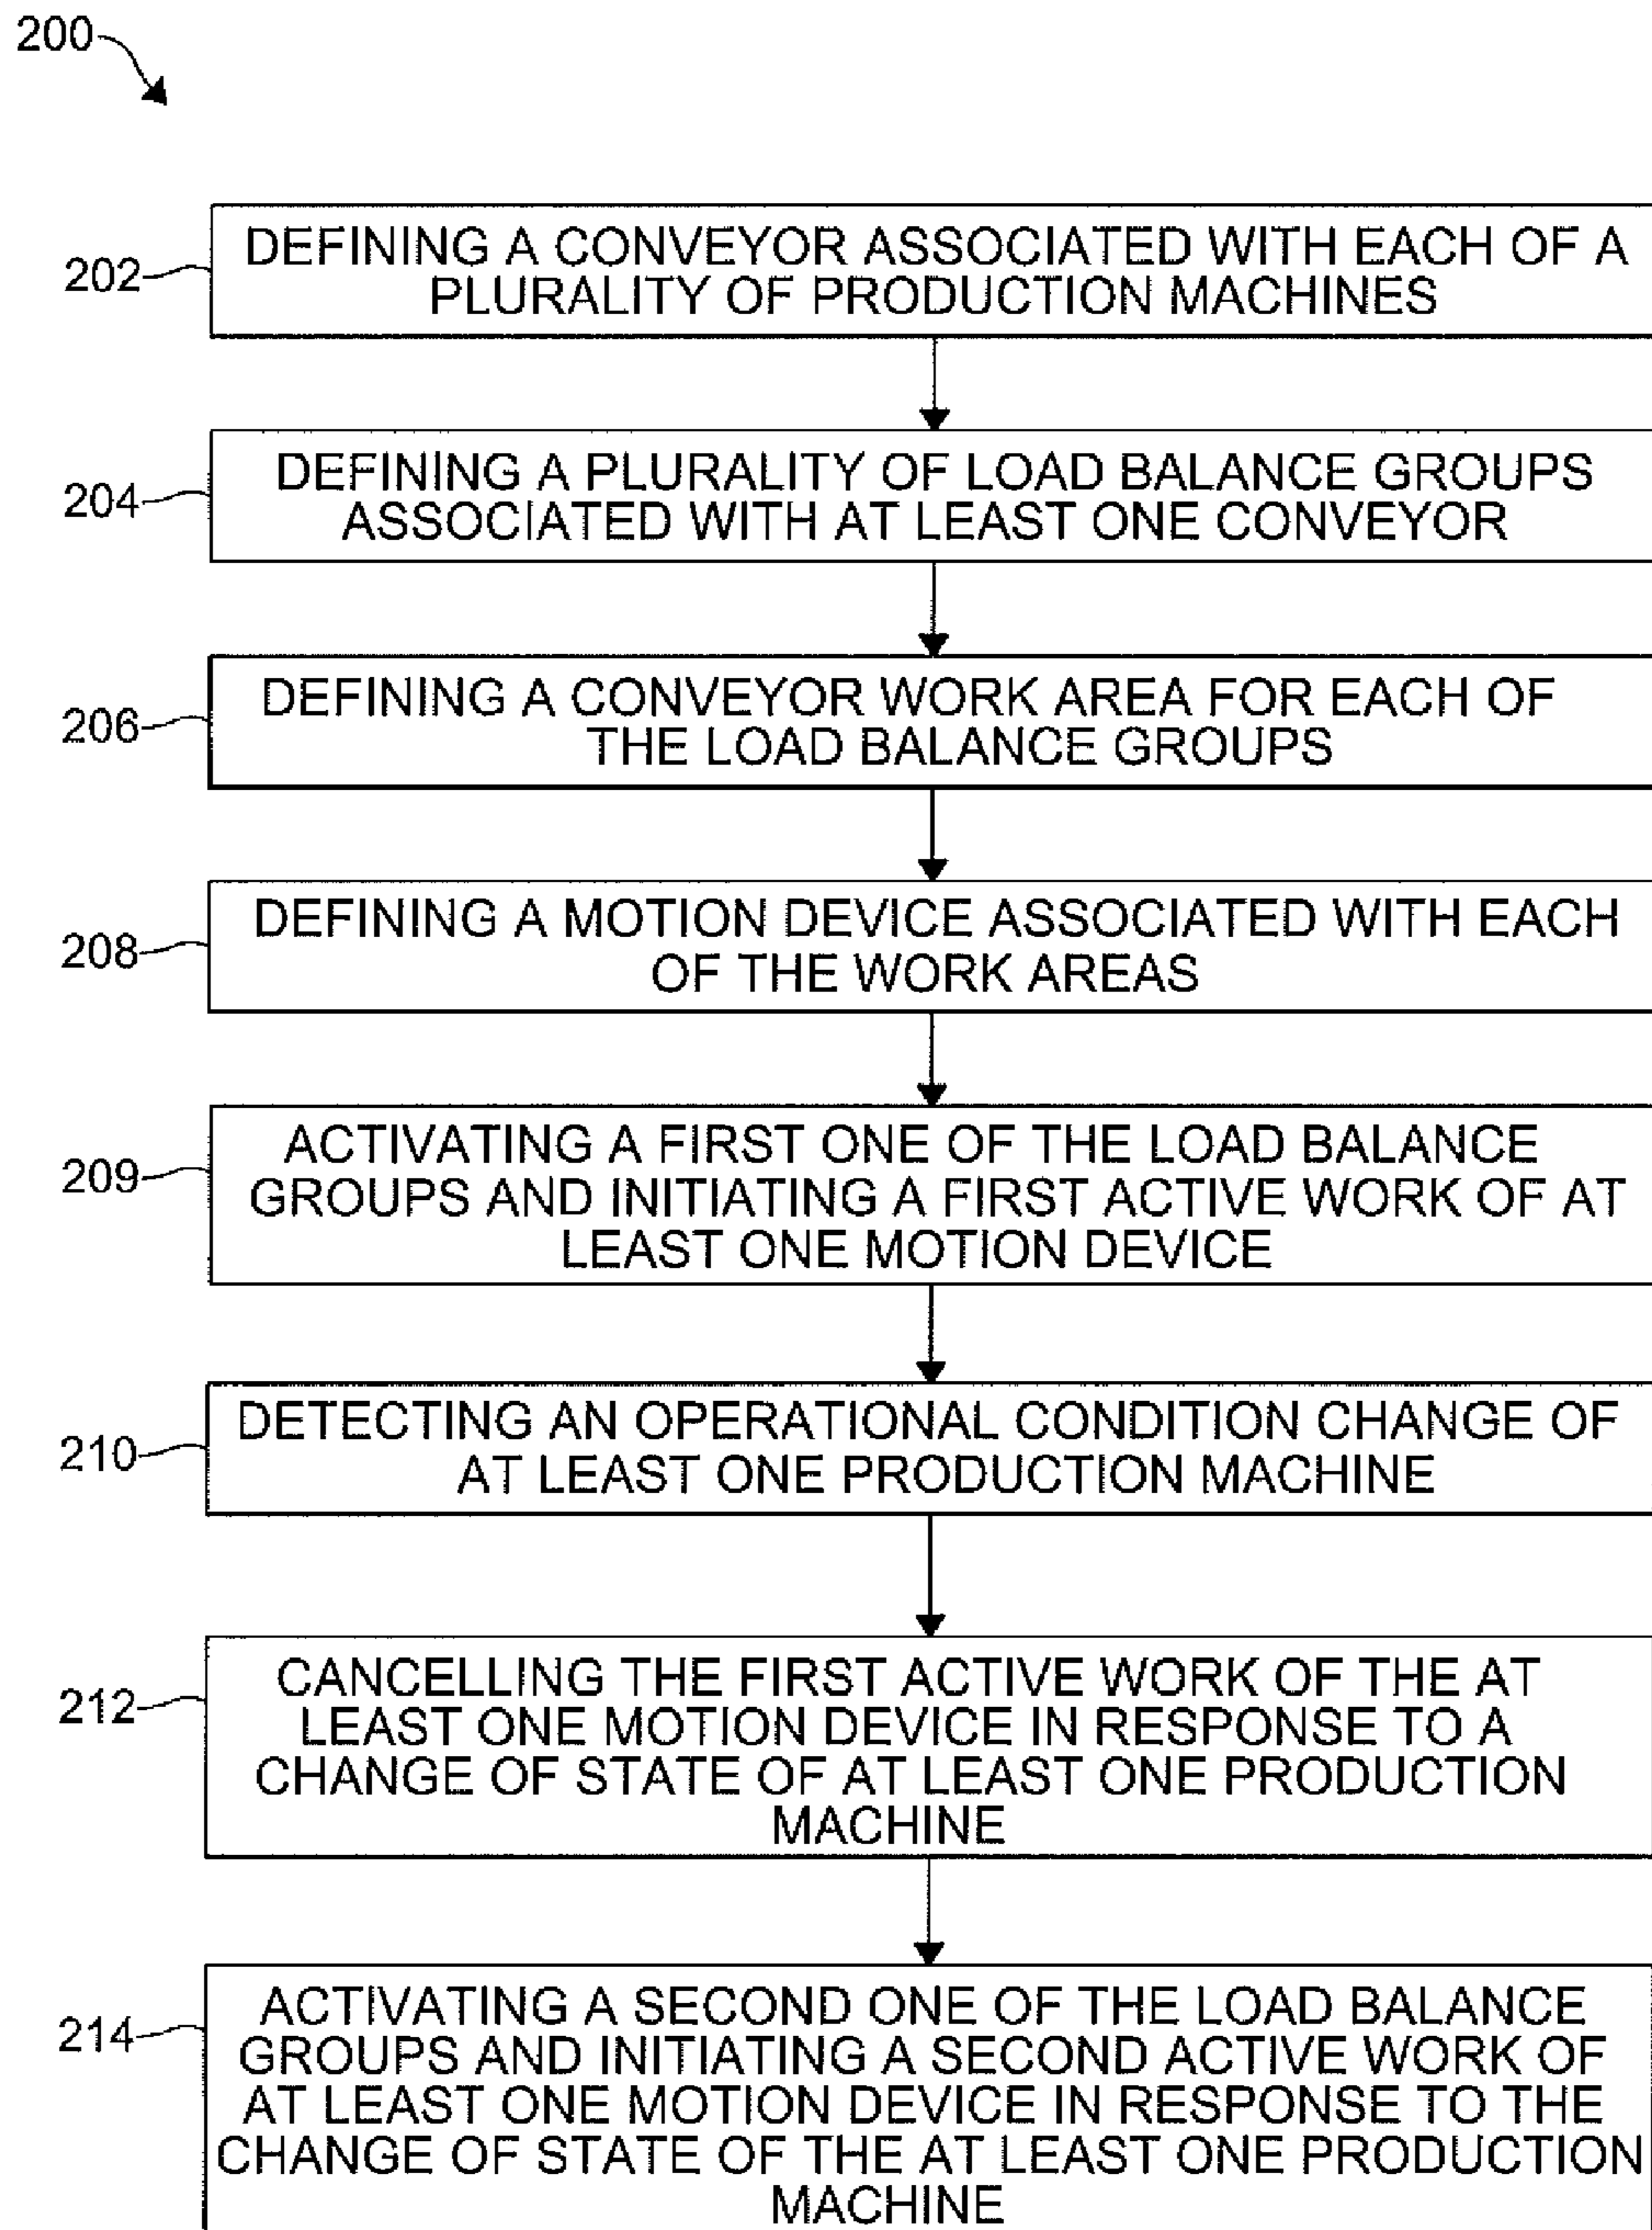 200
202
DEFINING A CONVEYOR ASSOCIATED WITH EACH OF A
PLURALITY OF PRODUCTION MACHINES
204
DEFINING A PLURALITY OF LOAD BALANCE GROUPS
ASSOCIATED WITH AT LEAST ONE CONVEYOR
206
DEFINING A CONVEYOR WORK AREA FOR EACH OF
THE LOAD BALANCE GROUPS
208
DEFINING A MOTION DEVICE ASSOCIATED WITH EACH
OF THE WORK AREAS
209
ACTIVATING A FIRST ONE OF THE LOAD BALANCE
GROUPS AND INITIATING A FIRST ACTIVE WORK OF AT
LEAST ONE MOTION DEVICE
210
DETECTING AN OPERATIONAL CONDITION CHANGE OF
AT LEAST ONE PRODUCTION MACHINE
212
CANCELLING THE FIRST ACTIVE WORK OF THE AT
LEAST ONE MOTION DEVICE IN RESPONSE TO A
CHANGE OF STATE OF AT LEAST ONE PRODUCTION
MACHINE
214
ACTIVATING A SECOND ONE OF THE LOAD BALANCE
GROUPS AND INITIATING A SECOND ACTIVE WORK OF
AT LEAST ONE MOTION DEVICE IN RESPONSE TO THE
CHANGE OF STATE OF THE AT LEAST ONE PRODUCTION
MACHINE